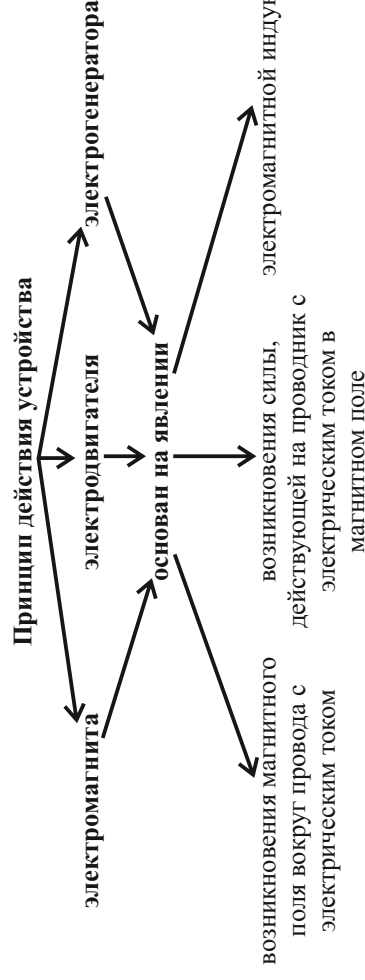 Принцип действия устройства
электромагнита
электродвигателя
электрогенератора
основан на явлении
возникновения магнитного
поля вокруг провода с
электрическим током
возникновения силы,
действующей на проводник с
электрическим током в
магнитном поле
электромагнитной